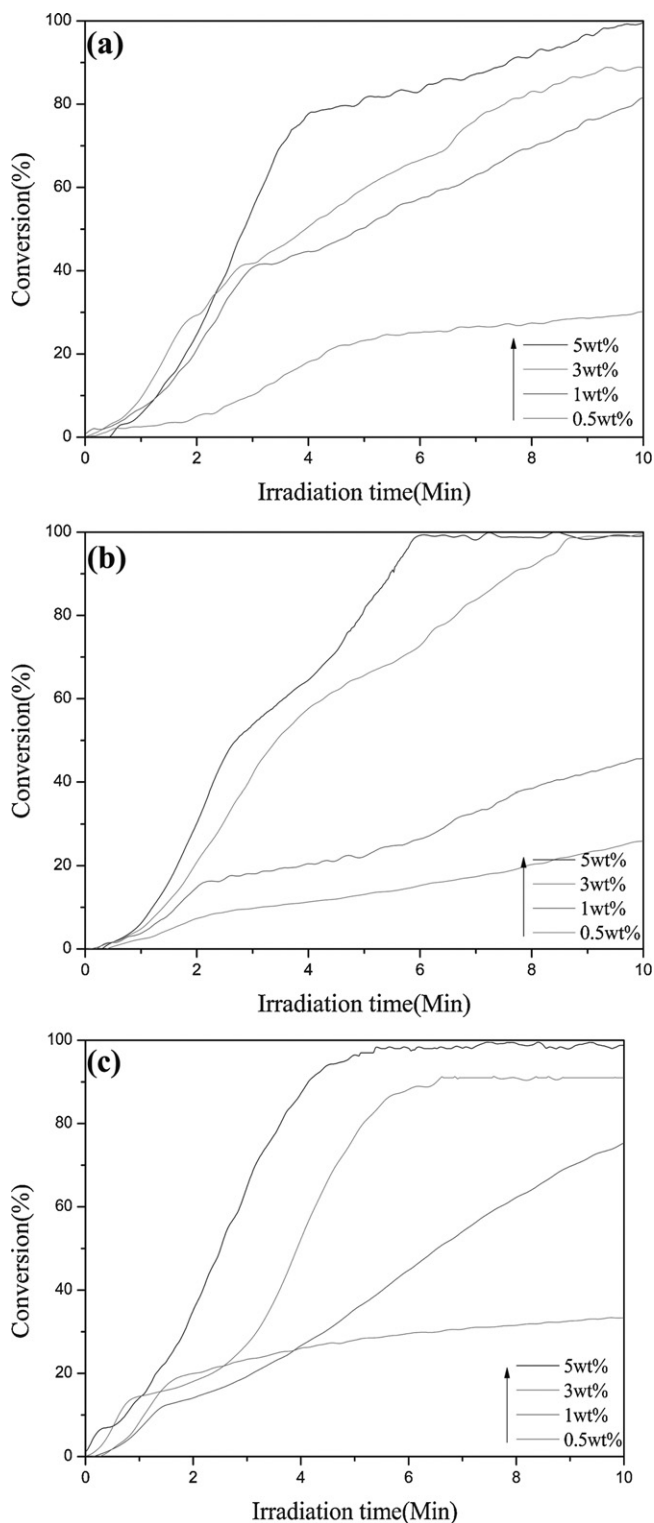 (a)
100
80
60
40
20
0
Conversion(%)
5wt%
3wt%
1wt%
0.5wt%
0 2 4 6 8 10
Irradiation time(Min)
(b)
100
80
60
40
20
0
Conversion(%)
5wt%
3wt%
1wt%
0.5wt%
0 2 4 6 8 10
Irradiation time(Min)
(c)
100
80
60
40
20
0
Conversion(%)
5wt%
3wt%
1wt%
0.5wt%
0 2 4 6 8 10
Irradiation time(Min)